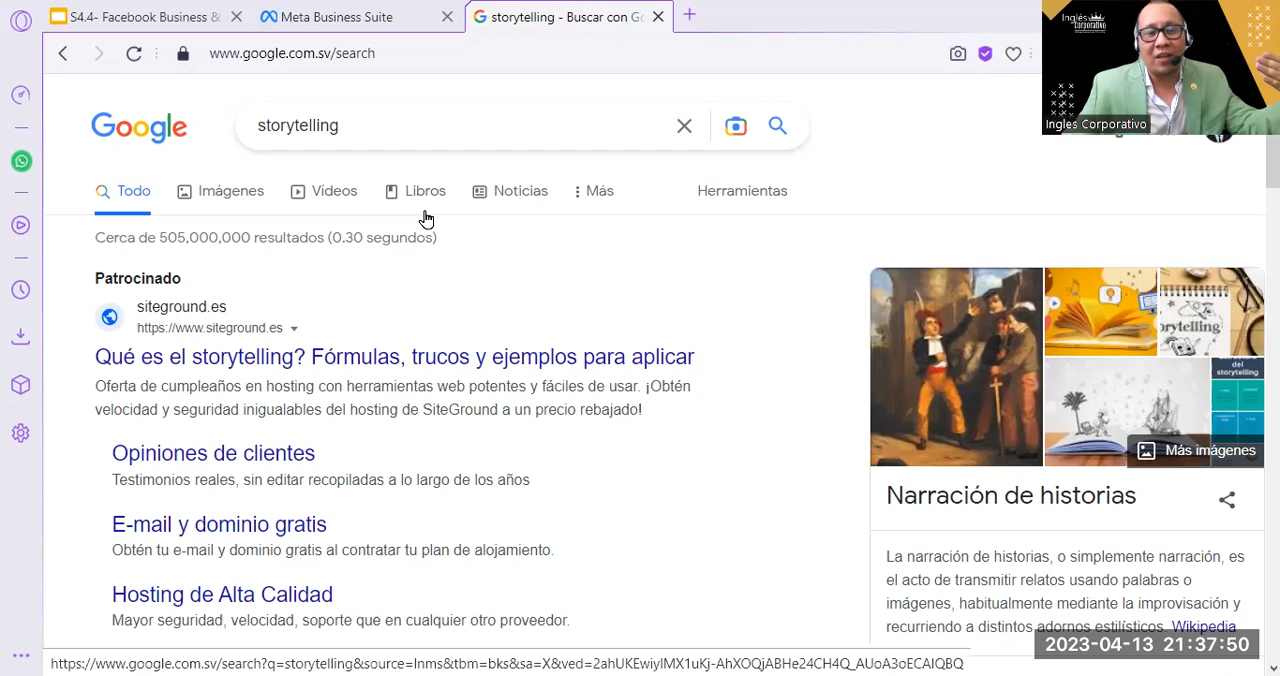 S4.4- Facebook Business &
Meta Business Suite
storytelling - Buscar con Go
www.google.com.sv/search
Inglés
corporativo
Ingles Corporativo
Google
storytelling
Todo
Imágenes
Videos
Libros
Noticias
Más
Herramientas
Cerca de 505,000,000 resultados (0.30 segundos)
Patrocinado
siteground.es
https://www.siteground.es
Qué es el storytelling? Fórmulas, trucos y ejemplos para aplicar
Oferta de cumpleaños en hosting con herramientas web potentes y fáciles de usar. ¡Obtén
velocidad y seguridad inigualables del hosting de SiteGround a un precio rebajado!
Opiniones de clientes
Testimonios reales, sin editar recopiladas a lo largo de los años
E-mail y dominio gratis
Obtén tu e-mail y dominio gratis al contratar tu plan de alojamiento.
Hosting de Alta Calidad
Mayor seguridad, velocidad, soporte que en cualquier otro proveedor.
orytelling
del
storytelling
Más imágenes
Narración de historias
La narración de historias, o simplemente narración, es
el acto de transmitir relatos usando palabras o
imágenes, habitualmente mediante la improvisación y
recurriendo a distintos adornos estilísticos. Wikipedia
2023-04-13 21:37:50
https://www.google.com.sv/search?q=storytelling&source=lnms&tbm=bks&sa=X&ved=2ahUKEwiyIMX1uKj-AhXOQjABHe24CH4Q_AUoA3oECAIQBQ